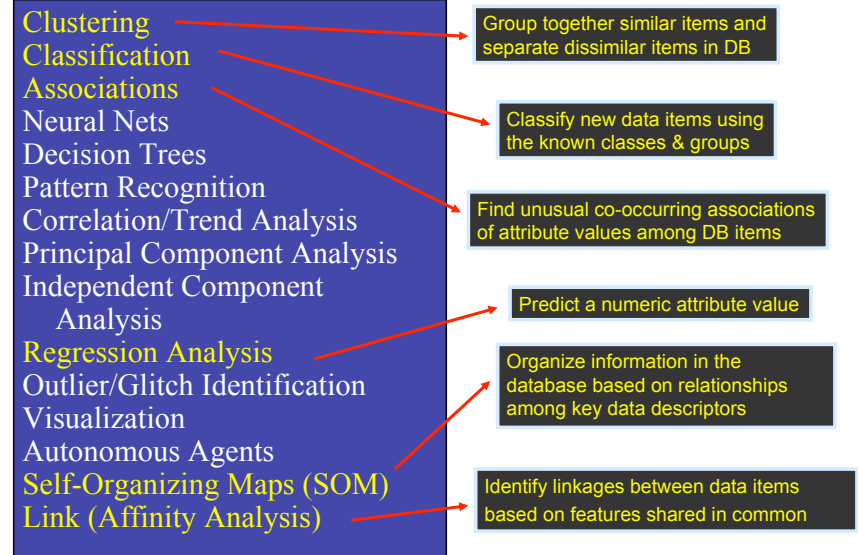 Clustering
Classification
Associations
Neural Nets
Decision Trees
Pattern Recognition
Correlation/Trend Analysis
Principal Component Analysis
Independent Component
Analysis
Regression Analysis
Outlier/Glitch Identification
Visualization
Autonomous Agents
Self-Organizing Maps (SOM)
Link (Affinity Analysis)
Group together similar items and
separate dissimilar items in DB
Classify new data items using
the known classes & groups
Find unusual co-occurring associations
of attribute values among DB items
Predict a numeric attribute value
Organize information in the
database based on relationships
among key data descriptors
Identify linkages between data items
based on features shared in common